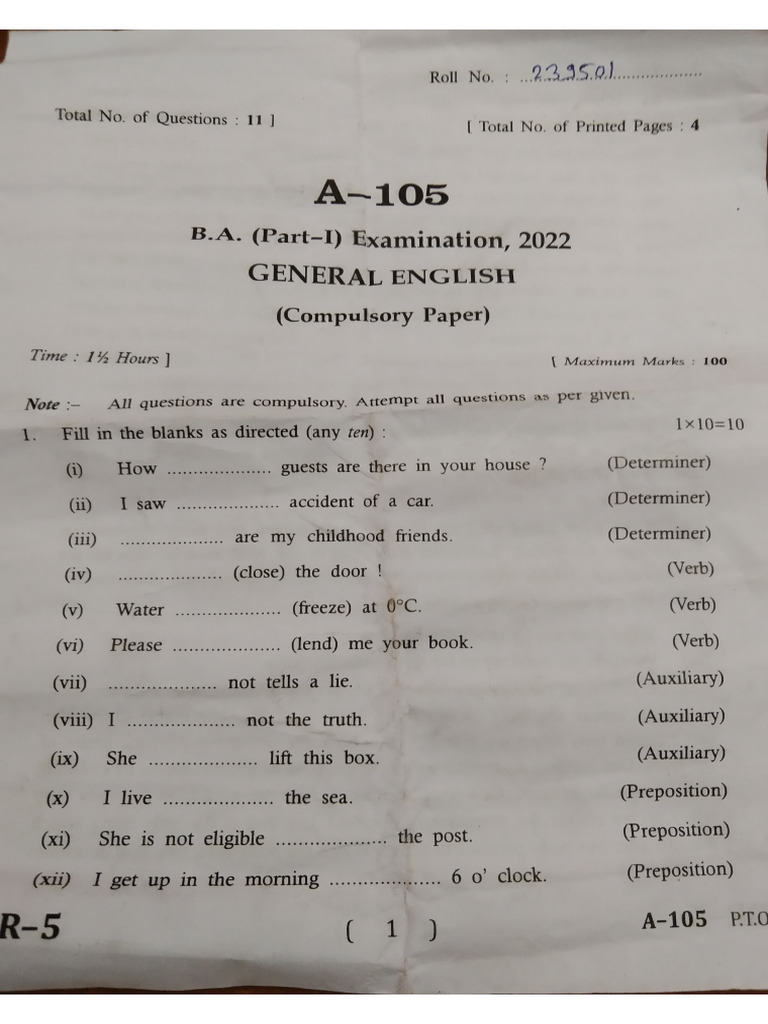 Roll No. : ...239501....................
Total No. of Questions : 11 ]
[ Total No. of Printed Pages : 4
A–105
B.A. (Part–I) Examination, 2022
GENERAL ENGLISH
(Compulsory Paper)
Time : 1½ Hours ]
[ Maximum Marks : 100
Note :– All questions are compulsory. Attempt all questions as per given.
1. Fill in the blanks as directed (any ten) : 1×10=10
(i) How .................... guests are there in your house ? (Determiner)
(ii) I saw .................... accident of a car. (Determiner)
(iii) .................... are my childhood friends. (Determiner)
(iv) .................... (close) the door ! (Verb)
(v) Water .................... (freeze) at 0°C. (Verb)
(vi) Please .................... (lend) me your book. (Verb)
(vii) .................... not tells a lie. (Auxiliary)
(viii) I .................... not the truth. (Auxiliary)
(ix) She .................... lift this box. (Auxiliary)
(x) I live .................... the sea. (Preposition)
(xi) She is not eligible .................... the post. (Preposition)
(xii) I get up in the morning .................... 6 o' clock. (Preposition)
R–5 ( 1 ) A–105 P.T.O